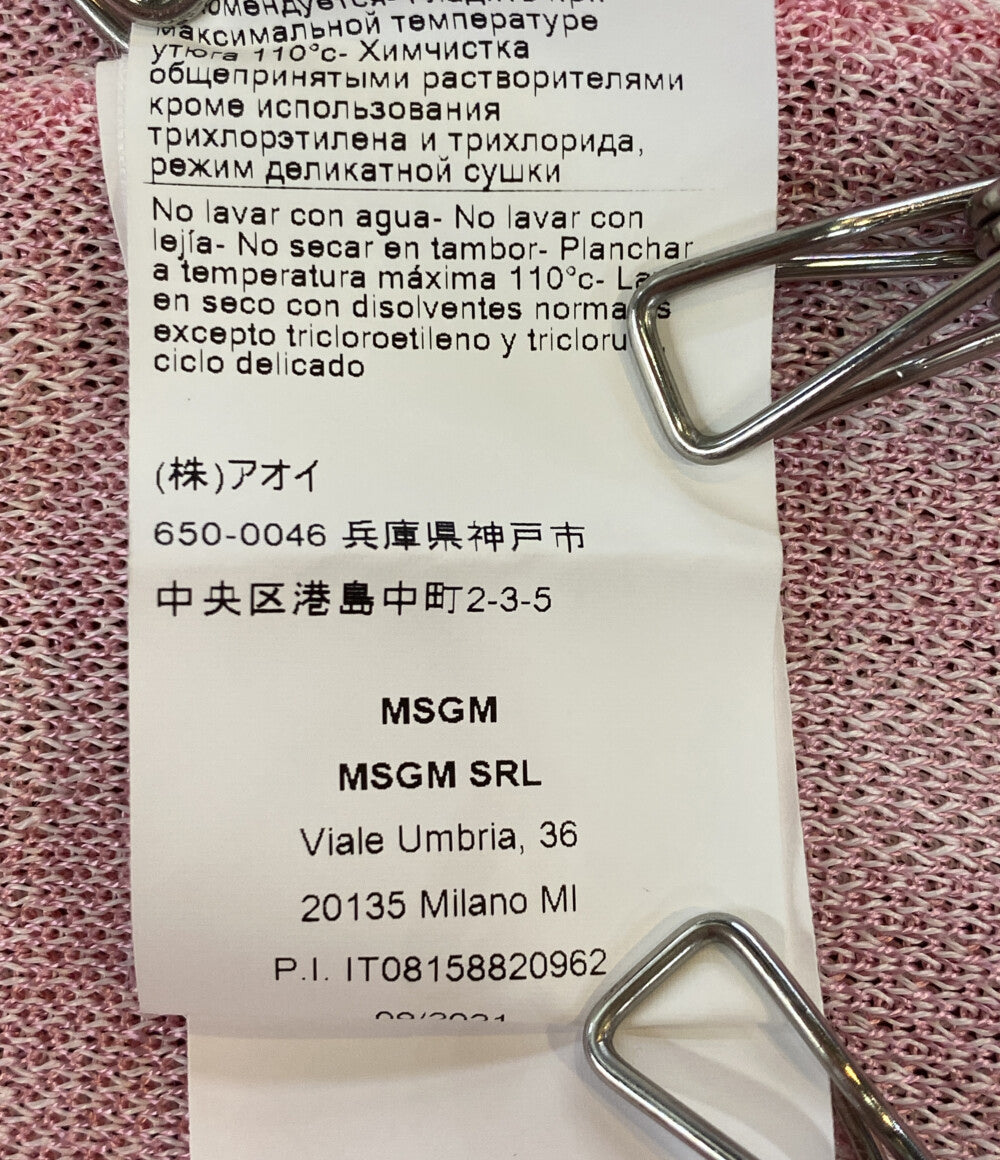 максимальной температуре
утюга 110°c- Химчистка
общепринятыми растворителями
кроме использования
трихлорэтилена и трихлорида,
режим деликатной сушки
No lavar con agua- No lavar con
lejía- No secar en tambor- Planchar
a temperatura máxima 110°c-
en seco con disolventes
excepto tricloroetileno y
ciclo delicado
(株)アオイ
650-0046 兵庫県神戸市
中央区港島中町2-3-5
MSGM
MSGM SRL
Viale Umbria, 36
20135 Milano MI
P.I. IT08158820962